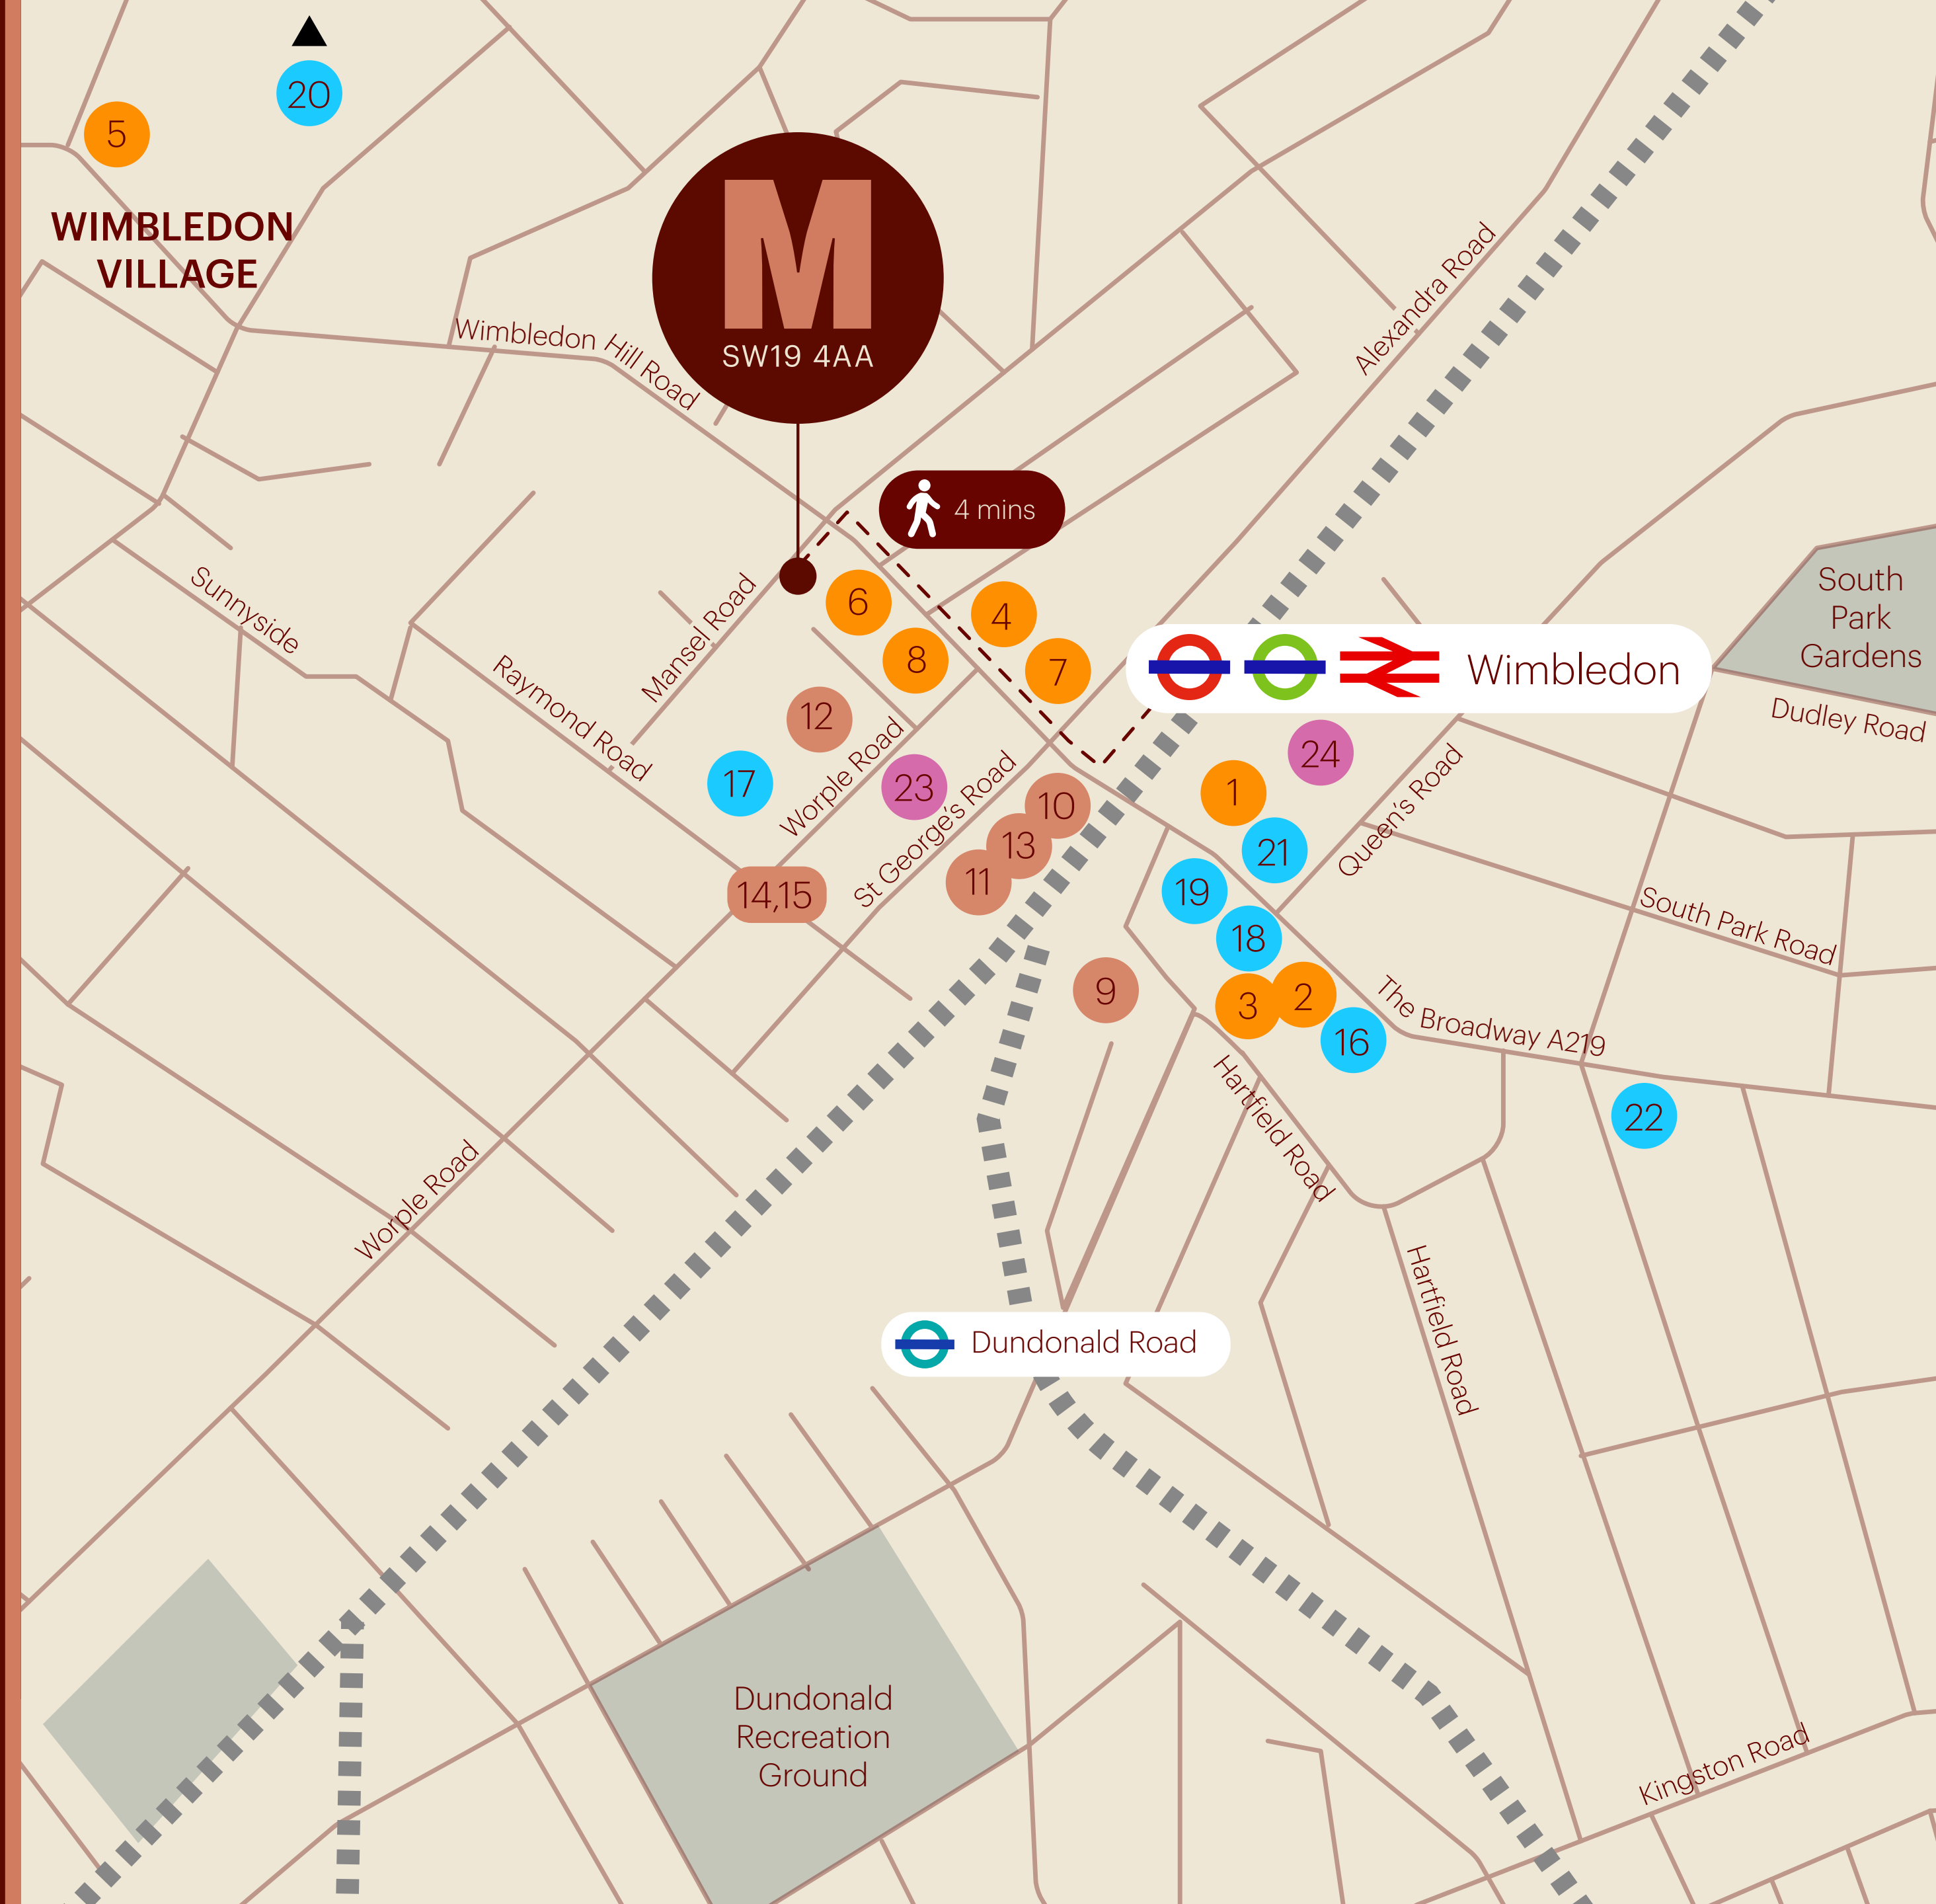 20
5
WIMBLEDON
VILLAGE
M
SW19 4AA
Wimbledon Hill Road
Alexandra Road
4 mins
Sunnyside
Mansel Road
Raymond Road
6
4
8
7
Wimbledon
South
Park
Gardens
Dudley Road
12
17
Worple Road
23
St George's Road
10
13
11
14,15
24
1
21
Queen's Road
19
18
South Park Road
9
3
2
16
The Broadway A219
22
Hartfield Road
Worple Road
Hartfield Road
Dundonald Road
Dundonald
Recreation
Ground
Kingston Road